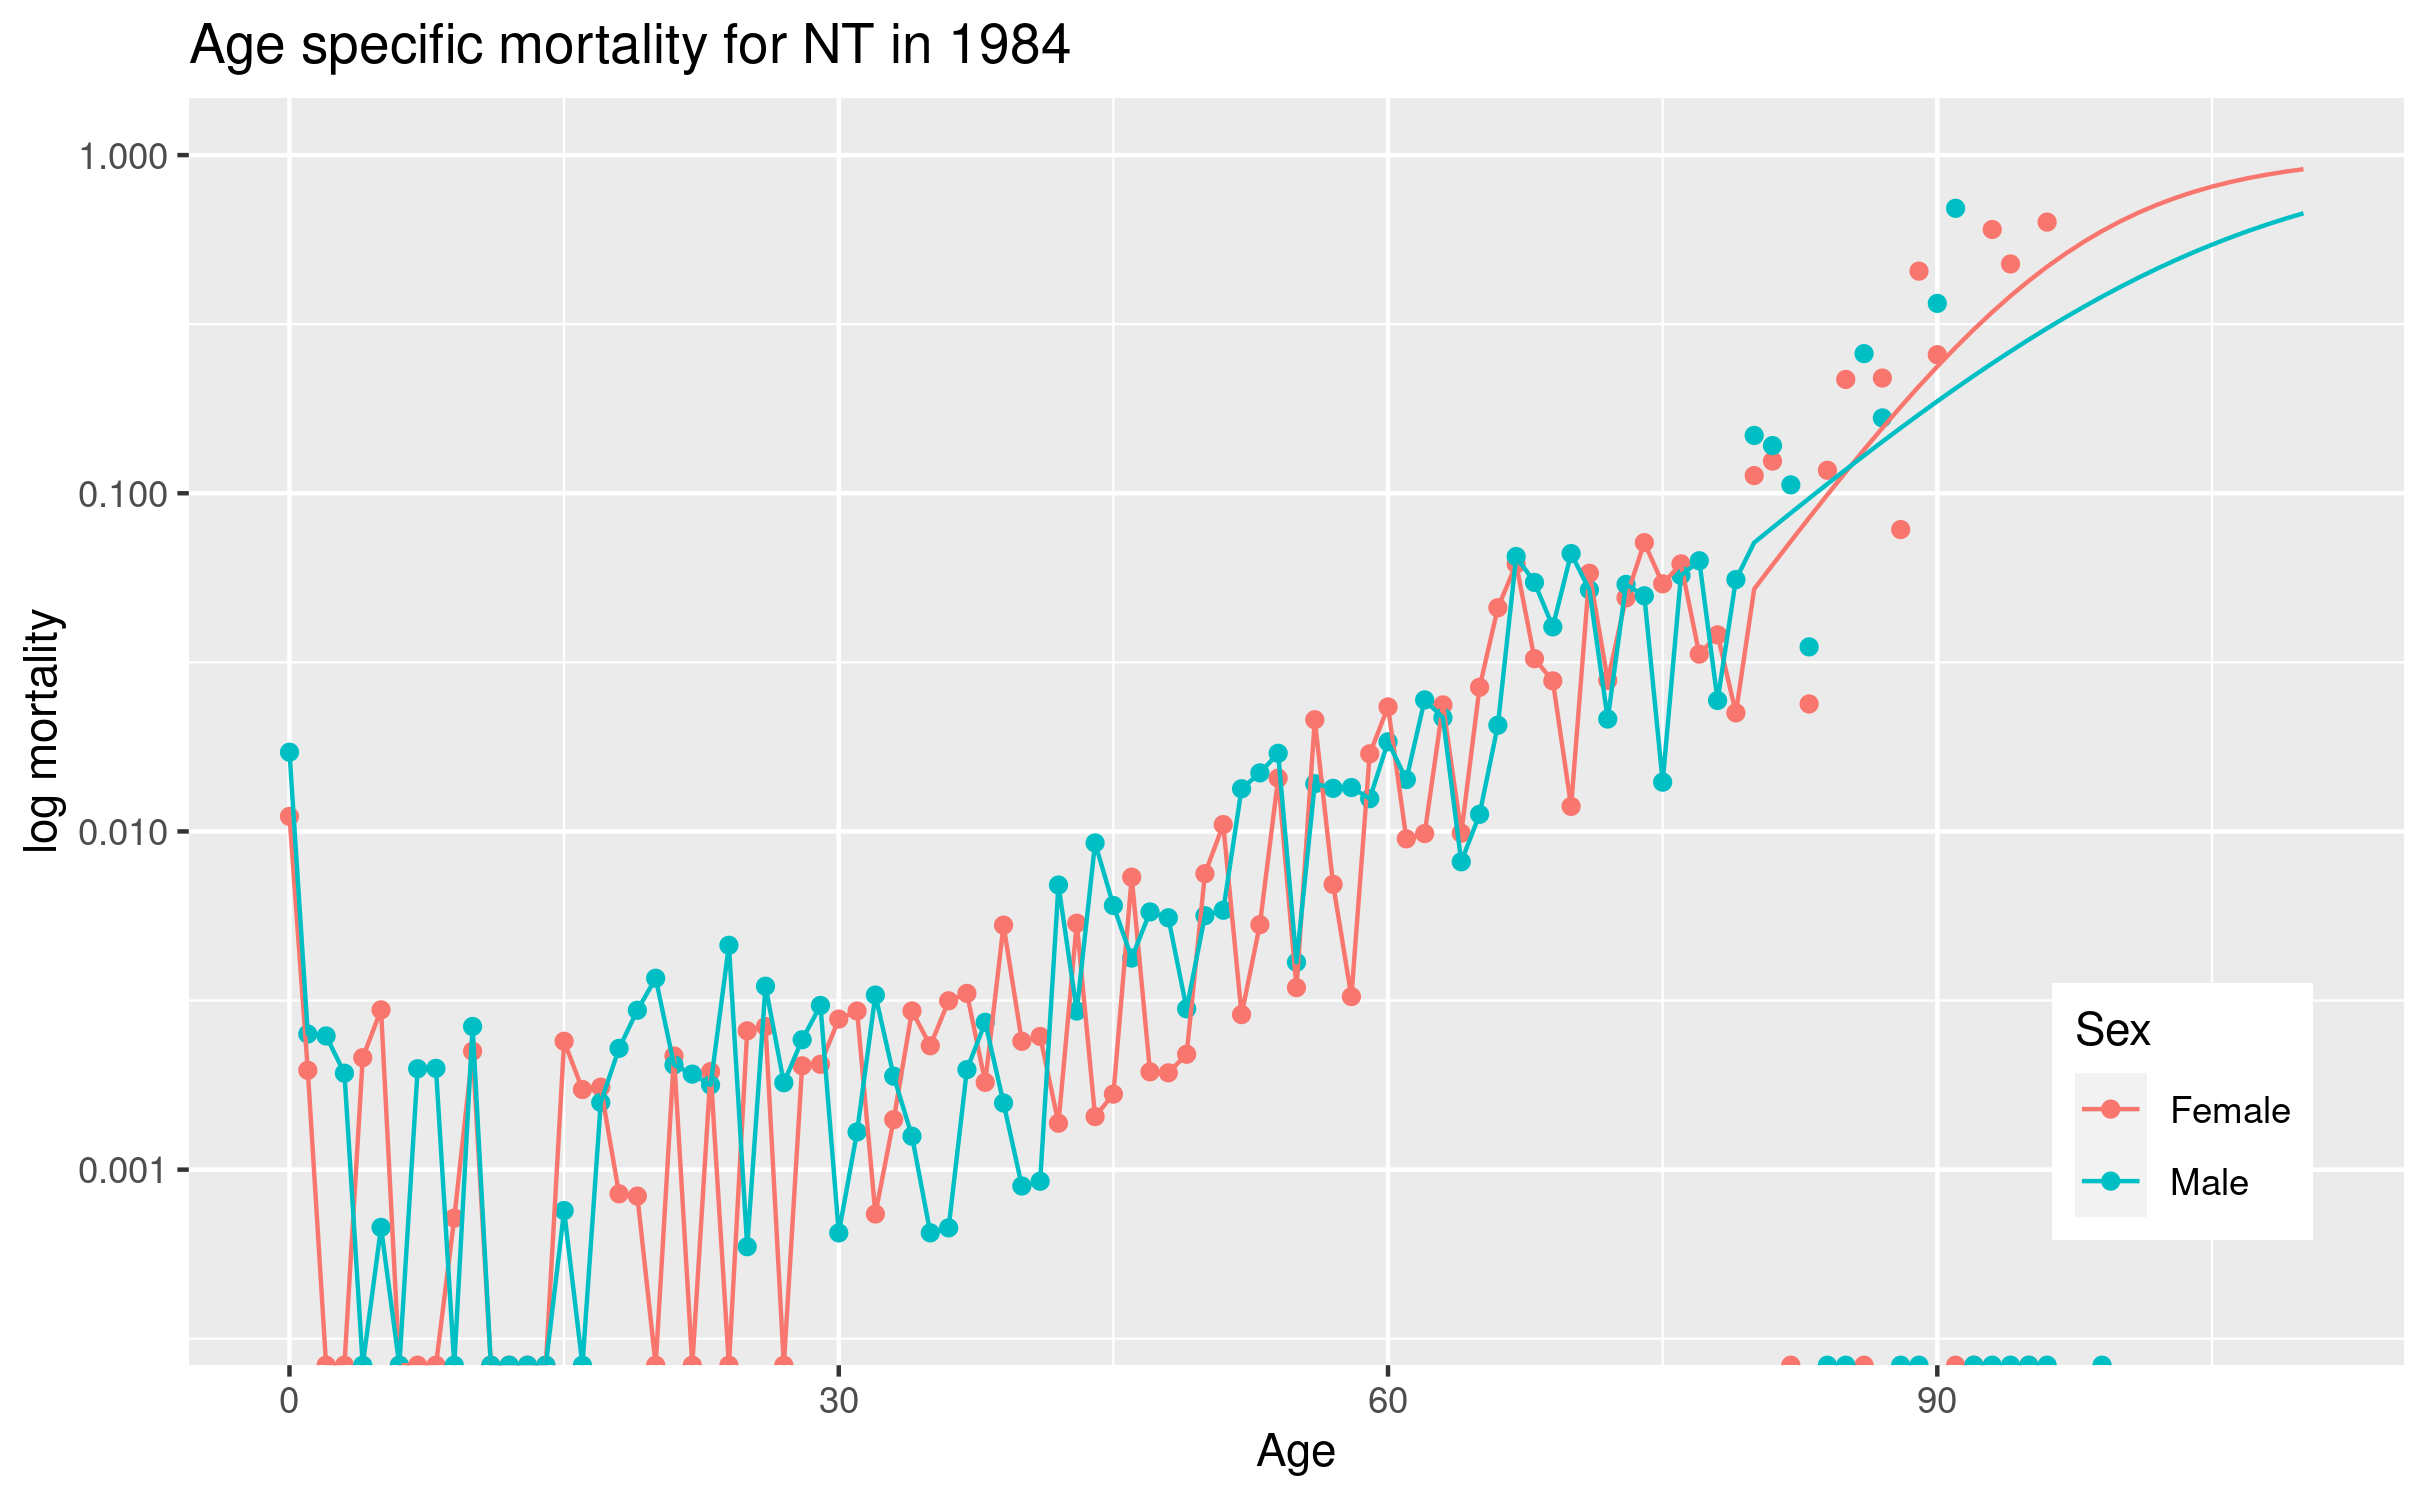 Age specific mortality for NT in 1984
1.000
0.100
0.010
0.001
log mortality
0 30 60 90
Age
Sex
Female
Male